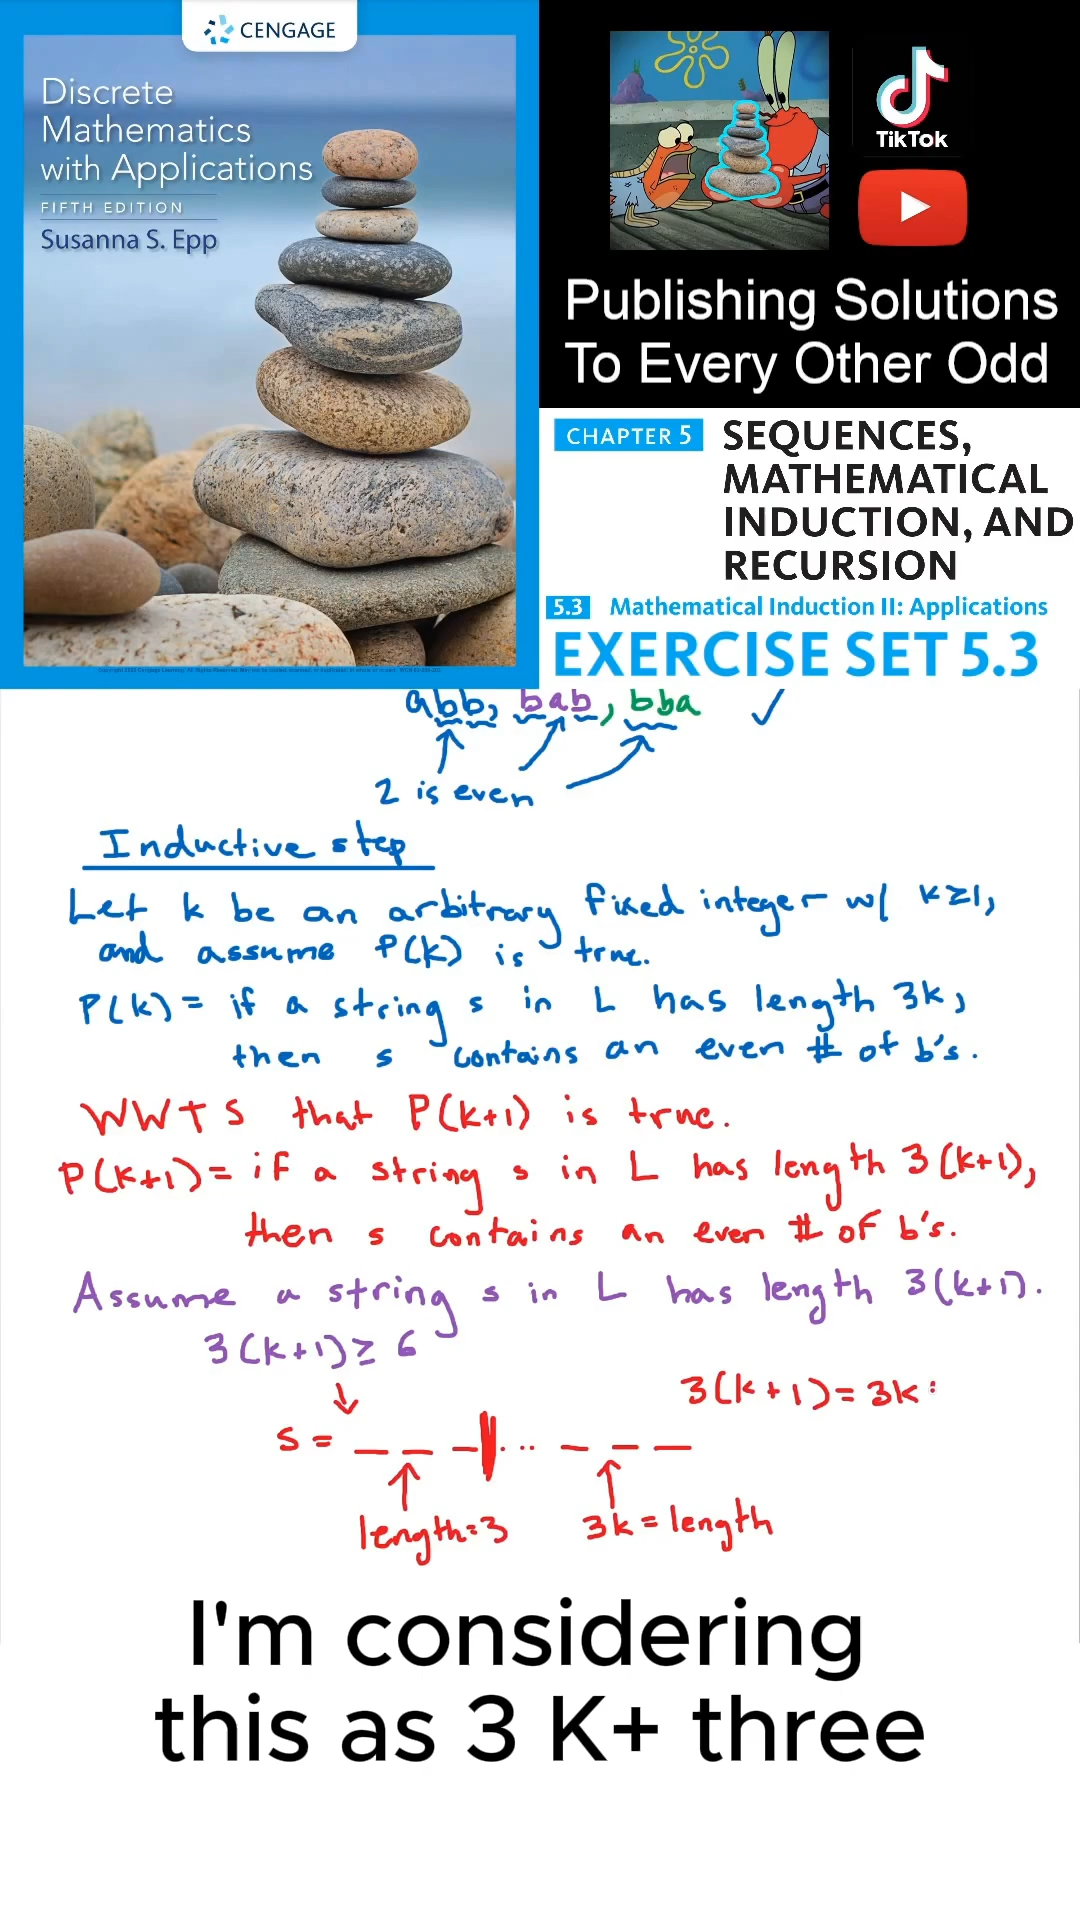 CENGAGE
Discrete
Mathematics
with Applications
FIFTH EDITION
Susanna S. Epp
TikTok
Publishing Solutions
To Every Other Odd
CHAPTER 5 SEQUENCES,
MATHEMATICAL
INDUCTION, AND
RECURSION
5.3 Mathematical Induction II: Applications
EXERCISE SET 5.3
abb, bab, bba ✓
2 is even
Inductive step
Let k be an arbitrary fixed integer w/ k≥1,
and assume P(k) is true.
P(k) = if a string s in L has length 3k,
then s contains an even # of b's.
WWTS that P(k+1) is true.
P(k+1) = if a string s in L has length 3(k+1),
then s contains an even # of b's.
Assume a string s in L has length 3(k+1).
3(k+1) ≥ 6
3(k+1) = 3k
s = _ _ _ ... _ _ _
length=3 3k = length
I'm considering
this as 3 K+ three